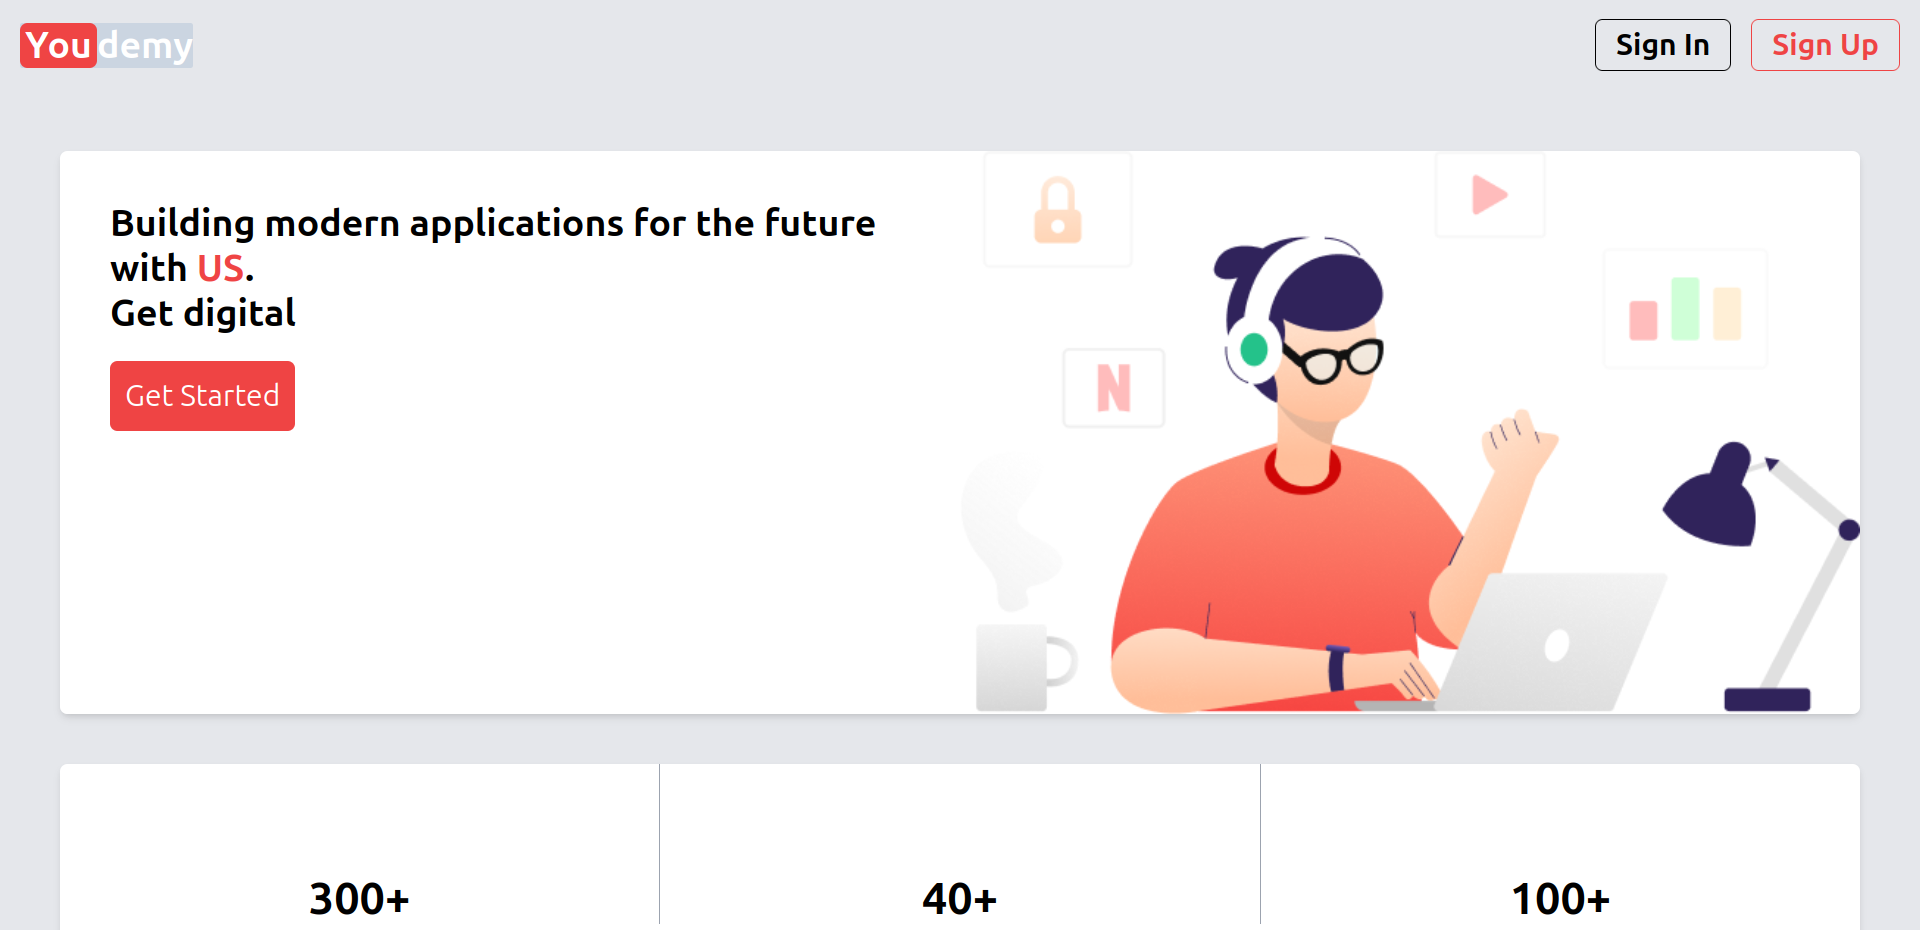 Youdemy
Sign In
Sign Up
Building modern applications for the future
with US.
Get digital
Get Started
N
300+
40+
100+